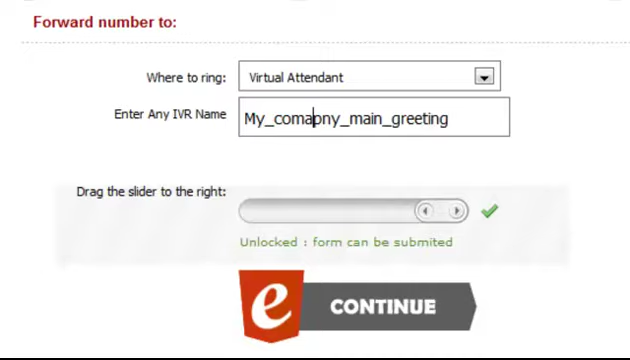 Forward number to:
Where to ring: Virtual Attendant
Enter Any IVR Name My_comapny_main_greeting
Drag the slider to the right:
Unlocked : form can be submited
e CONTINUE